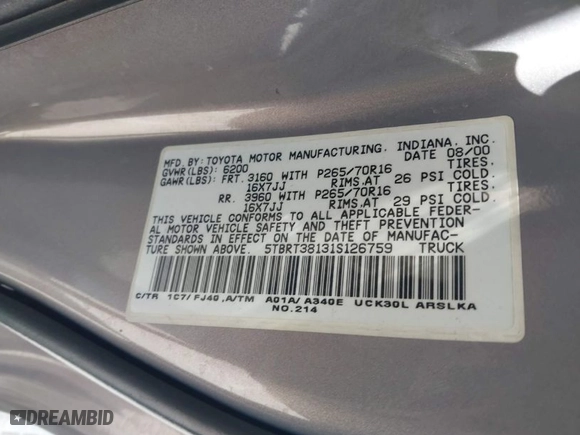 MFD. BY: TOYOTA MOTOR MANUFACTURING, INDIANA, INC.
GVWR(LBS): 6200 DATE 08/00
GAWR(LBS): FRT. 3160 WITH P265/70R16 TIRES,
16X7JJ RIMS,AT 26 PSI COLD
RR. 3960 WITH P265/70R16 TIRES,
16X7JJ RIMS,AT 29 PSI COLD
THIS VEHICLE CONFORMS TO ALL APPLICABLE FEDER-
AL MOTOR VEHICLE SAFETY AND THEFT PREVENTION
STANDARDS IN EFFECT ON THE DATE OF MANUFAC-
TURE SHOWN ABOVE. 5TBRT38131S126759 TRUCK
C/TR 1C7/ FJ40 ,A/TM A01A/ A340E UCK30L ARSLKA
NO.214
DREAMBID